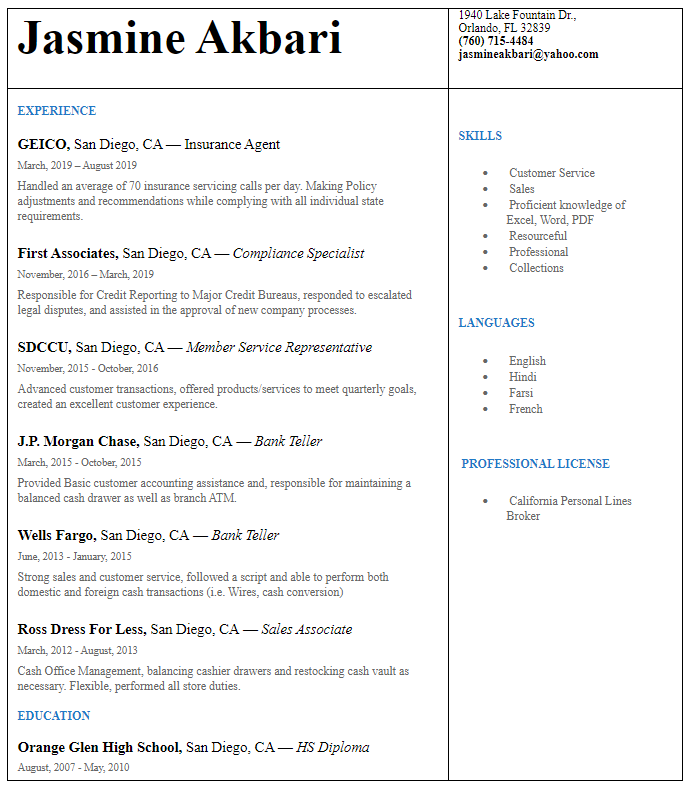 Jasmine Akbari
1940 Lake Fountain Dr.,
Orlando, FL 32839
(760) 715-4484
jasmineakbari@yahoo.com
EXPERIENCE
GEICO, San Diego, CA — Insurance Agent
March, 2019 – August 2019
Handled an average of 70 insurance servicing calls per day. Making Policy
adjustments and recommendations while complying with all individual state
requirements.
First Associates, San Diego, CA — Compliance Specialist
November, 2016 – March, 2019
Responsible for Credit Reporting to Major Credit Bureaus, responded to escalated
legal disputes, and assisted in the approval of new company processes.
SDCCU, San Diego, CA — Member Service Representative
November, 2015 - October, 2016
Advanced customer transactions, offered products/services to meet quarterly goals,
created an excellent customer experience.
J.P. Morgan Chase, San Diego, CA — Bank Teller
March, 2015 - October, 2015
Provided Basic customer accounting assistance and, responsible for maintaining a
balanced cash drawer as well as branch ATM.
Wells Fargo, San Diego, CA — Bank Teller
June, 2013 - January, 2015
Strong sales and customer service, followed a script and able to perform both
domestic and foreign cash transactions (i.e. Wires, cash conversion)
Ross Dress For Less, San Diego, CA — Sales Associate
March, 2012 - August, 2013
Cash Office Management, balancing cashier drawers and restocking cash vault as
necessary. Flexible, performed all store duties.
EDUCATION
Orange Glen High School, San Diego, CA — HS Diploma
August, 2007 - May, 2010
SKILLS
• Customer Service
• Sales
• Proficient knowledge of
Excel, Word, PDF
• Resourceful
• Professional
• Collections
LANGUAGES
• English
• Hindi
• Farsi
• French
PROFESSIONAL LICENSE
• California Personal Lines
Broker